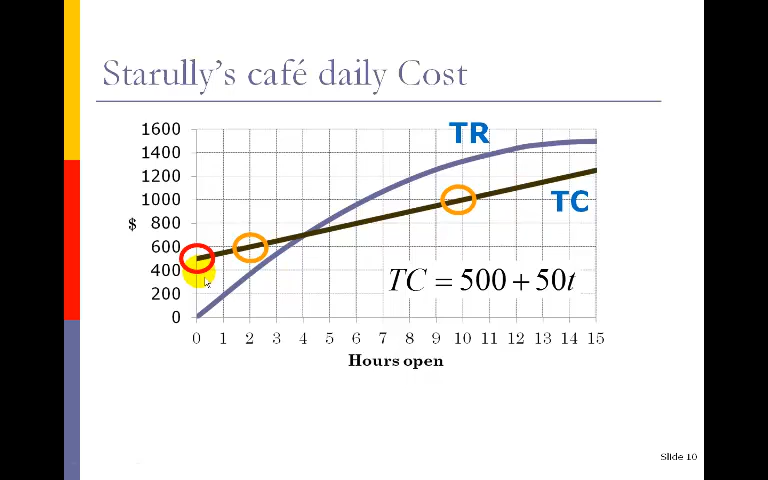 Starully's café daily Cost
1600
1400
1200
1000
800
600
400
200
0
$
TR
TC
TC = 500 + 50t
0 1 2 3 4 5 6 7 8 9 10 11 12 13 14 15
Hours open
Slide 10